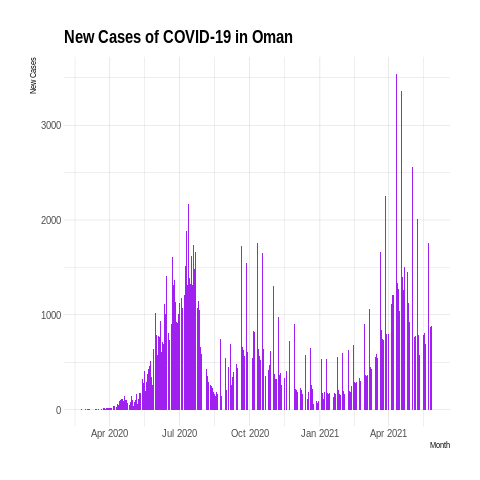 New Cases of COVID-19 in Oman
New Cases
3000
2000
1000
0
Apr 2020 Jul 2020 Oct 2020 Jan 2021 Apr 2021
Month